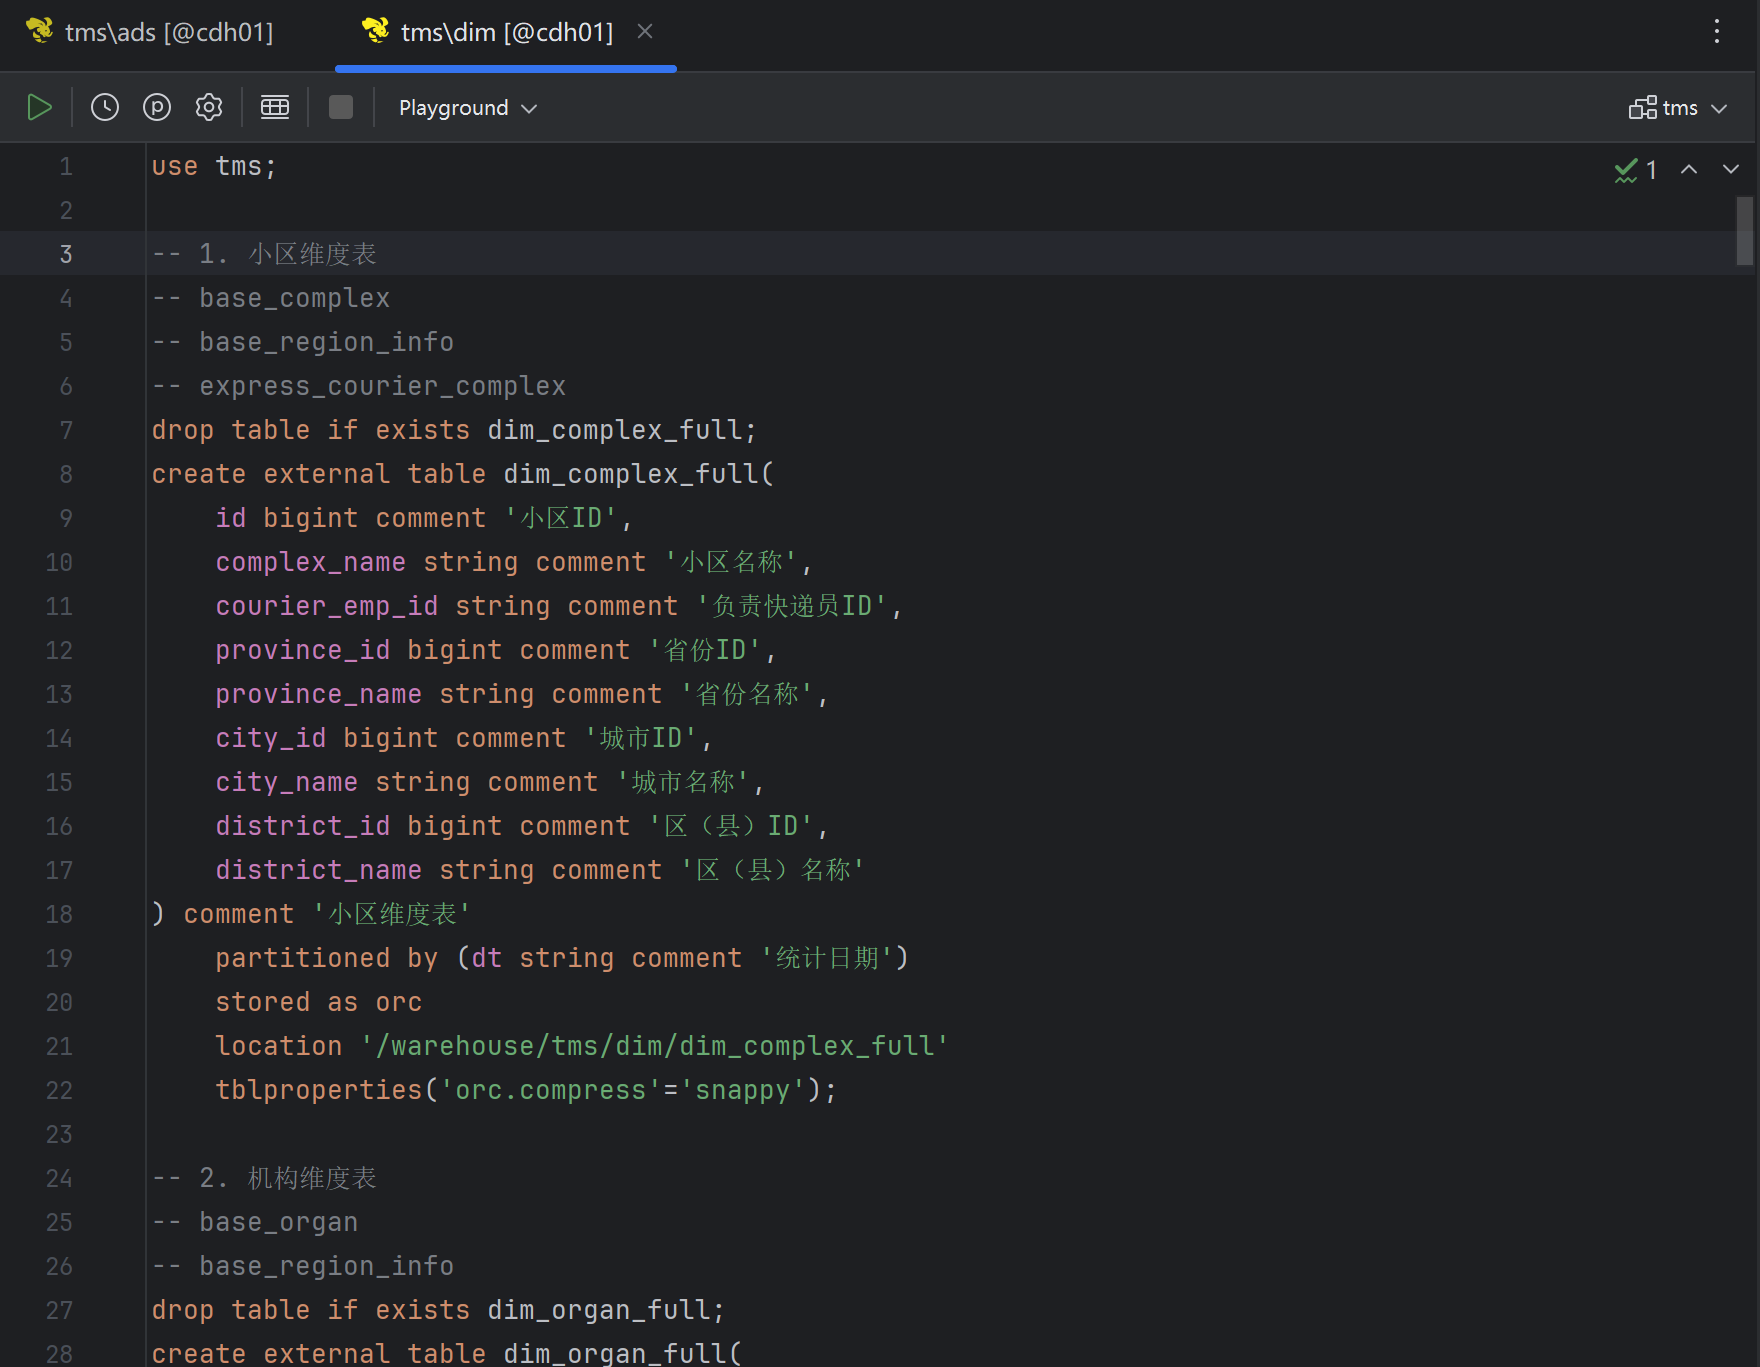 tms\ads [@cdh01] tms\dim [@cdh01]
Playground tms
1 use tms; 1
2
3 -- 1. 小区维度表
4 -- base_complex
5 -- base_region_info
6 -- express_courier_complex
7 drop table if exists dim_complex_full;
8 create external table dim_complex_full(
9 id bigint comment '小区ID',
10 complex_name string comment '小区名称',
11 courier_emp_id string comment '负责快递员ID',
12 province_id bigint comment '省份ID',
13 province_name string comment '省份名称',
14 city_id bigint comment '城市ID',
15 city_name string comment '城市名称',
16 district_id bigint comment '区（县）ID',
17 district_name string comment '区（县）名称'
18 ) comment '小区维度表'
19 partitioned by (dt string comment '统计日期')
20 stored as orc
21 location '/warehouse/tms/dim/dim_complex_full'
22 tblproperties('orc.compress'='snappy');
23
24 -- 2. 机构维度表
25 -- base_organ
26 -- base_region_info
27 drop table if exists dim_organ_full;
28 create external table dim_organ_full(